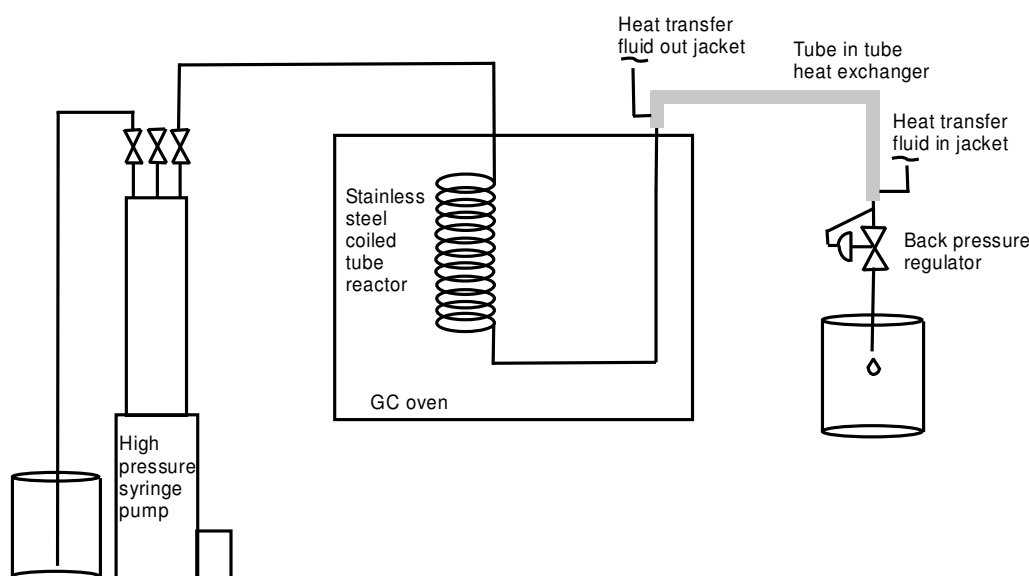 Heat transfer
fluid out jacket
Tube in tube
heat exchanger
Heat transfer
fluid in jacket
Stainless
steel
coiled
tube
reactor
Back pressure
regulator
GC oven
High
pressure
syringe
pump